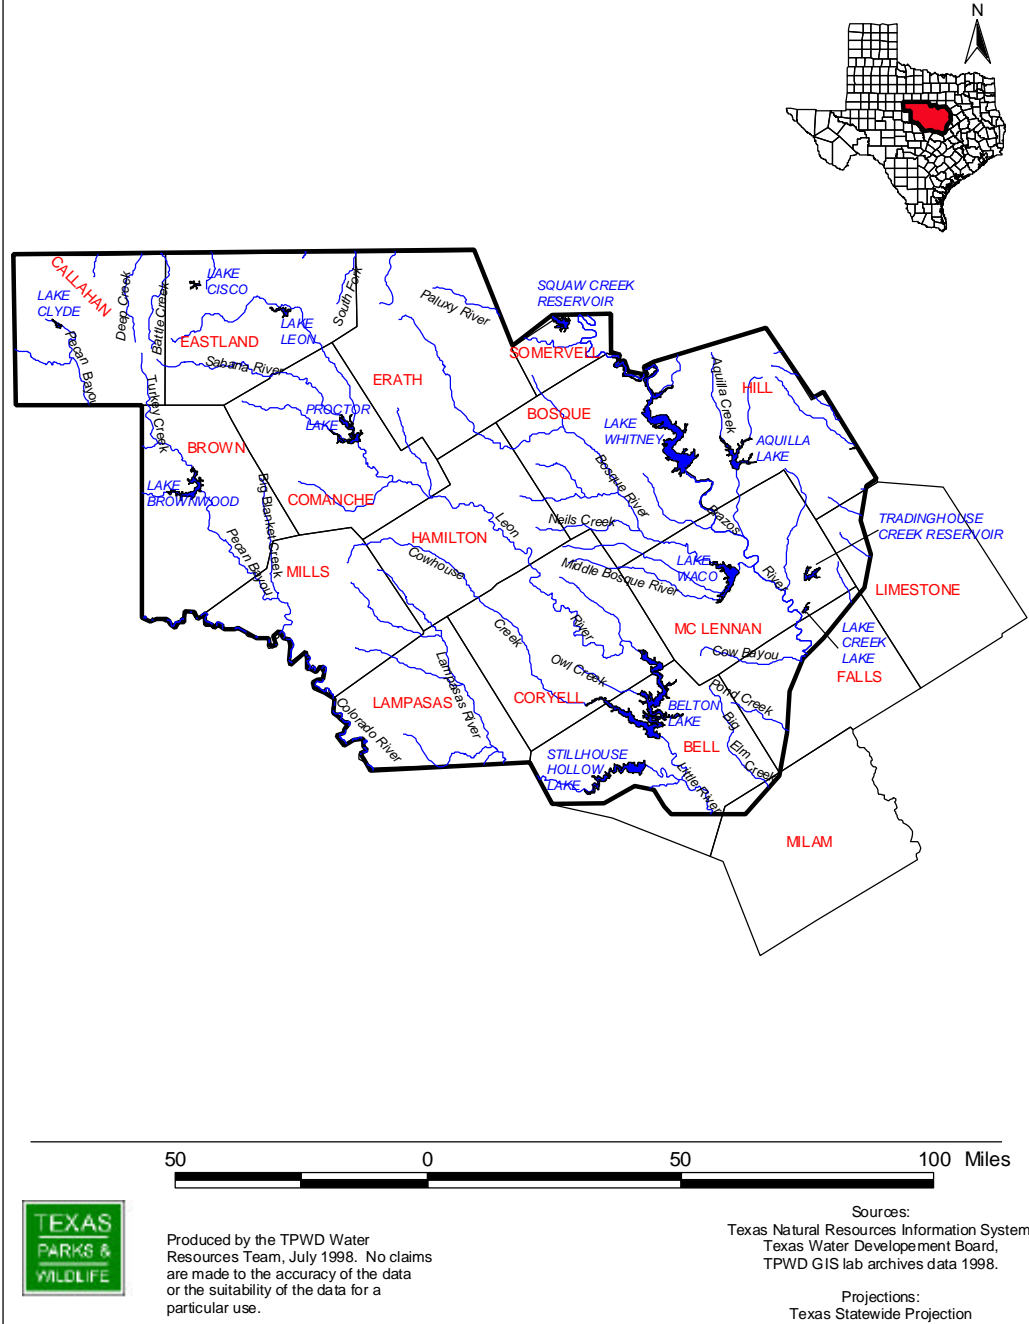 N
CALLAHAN
LAKE
CLYDE
Deep Creek
Battle Creek
LAKE
CISCO
LAKE
LEON
South Fork
Paluxy River
SQUAW CREEK
RESERVOIR
Pecan Bayou
EASTLAND
Sabana River
SOMERVELL
ERATH
Turkey Creek
PROCTOR
LAKE
BOSQUE
HILL
Aquilla Creek
LAKE
WHITNEY
AQUILLA
LAKE
BROWN
LAKE
BROWNWOOD
Big Blanket Creek
COMANCHE
Bosque River
Leon
Neils Creek
Brazos
TRADINGHOUSE
CREEK RESERVOIR
Pecan Bayou
HAMILTON
Cowhouse
MILLS
Middle Bosque River
LAKE
WACO
River
LIMESTONE
Creek
River
MC LENNAN
LAKE
CREEK
LAKE
Cow Bayou
FALLS
Lampasas River
Owl Creek
LAMPASAS
CORYELL
Pond Creek
BELTON
LAKE
Big
Colorado River
BELL
Elm Creek
STILLHOUSE
HOLLOW
LAKE
Little River
MILAM
50 0 50 100 Miles
TEXAS
PARKS &
WILDLIFE
Produced by the TPWD Water
Resources Team, July 1998. No claims
are made to the accuracy of the data
or the suitability of the data for a
particular use.
Sources:
Texas Natural Resources Information System
Texas Water Developement Board,
TPWD GIS lab archives data 1998.
Projections:
Texas Statewide Projection